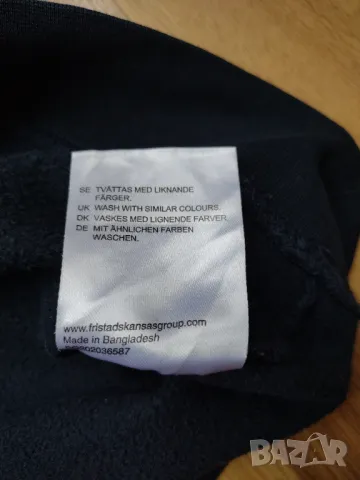 SE TVÄTTAS MED LIKNANDE
FÄRGER.
UK WASH WITH SIMILAR COLOURS.
DK VASKES MED LIGNENDE FARVER.
DE MIT ÄHNLICHEN FARBEN
WASCHEN.
www.fristadskansasgroup.com
Made in Bangladesh
BAZAR